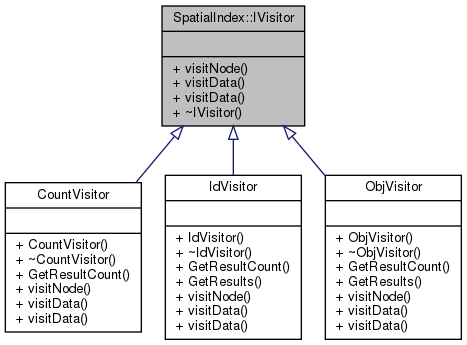 SpatialIndex::IVisitor
+ visitNode()
+ visitData()
+ visitData()
+ ~IVisitor()
CountVisitor
+ CountVisitor()
+ ~CountVisitor()
+ GetResultCount()
+ visitNode()
+ visitData()
+ visitData()
IdVisitor
+ IdVisitor()
+ ~IdVisitor()
+ GetResultCount()
+ GetResults()
+ visitNode()
+ visitData()
+ visitData()
ObjVisitor
+ ObjVisitor()
+ ~ObjVisitor()
+ GetResultCount()
+ GetResults()
+ visitNode()
+ visitData()
+ visitData()